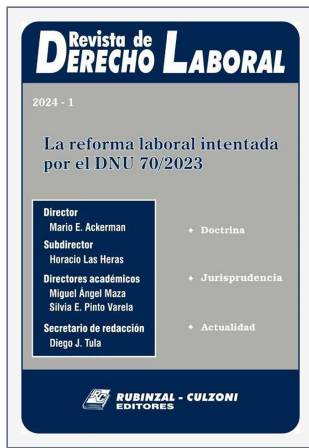 Revista de
DERECHO LABORAL
2024 - 1
La reforma laboral intentada
por el DNU 70/2023
Director
Mario E. Ackerman
Subdirector
Horacio Las Heras
Directores académicos
Miguel Ángel Maza
Silvia E. Pinto Varela
Secretario de redacción
Diego J. Tula
+ Doctrina
+ Jurisprudencia
+ Actualidad
RC RUBINZAL - CULZONI
EDITORES